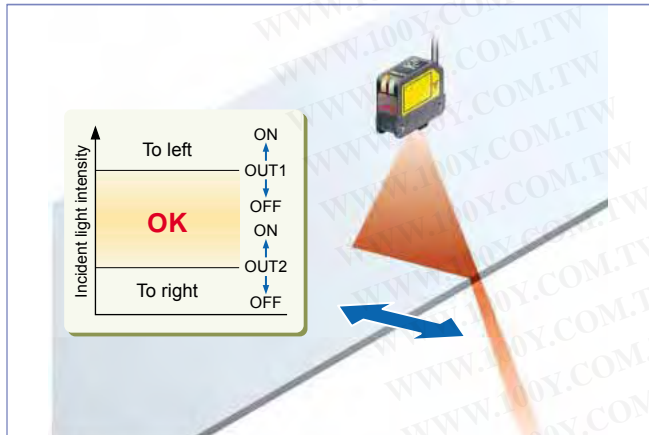 WWW.100Y.COM.TW
Incident light intensity
To left
OK
To right
ON
OUT1
OFF
ON
OUT2
OFF